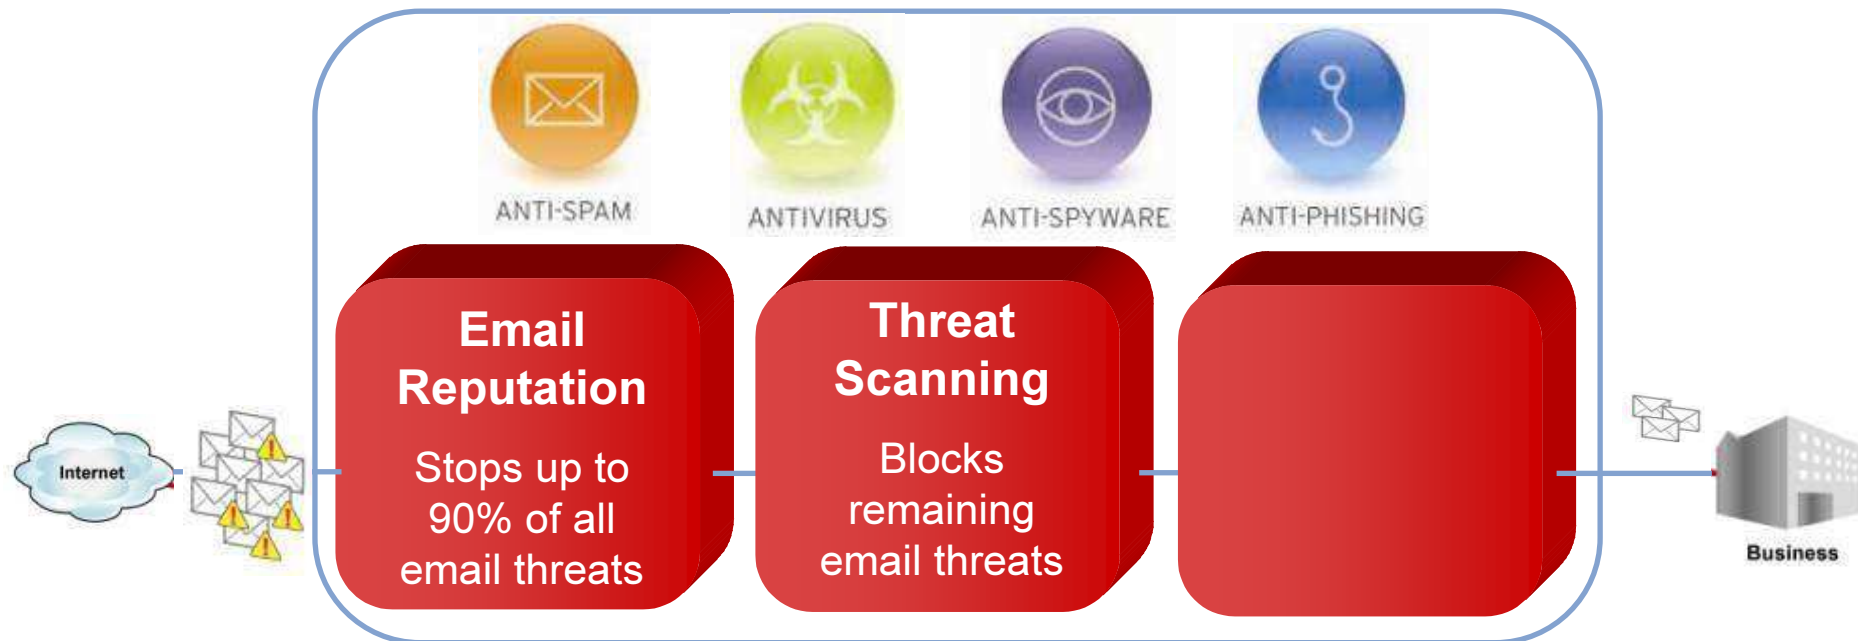 ANTI-SPAM
ANTIVIRUS
ANTI-SPYWARE
ANTI-PHISHING
Email
Reputation
Stops up to
90% of all
email threats
Threat
Scanning
Blocks
remaining
email threats
Internet
Business